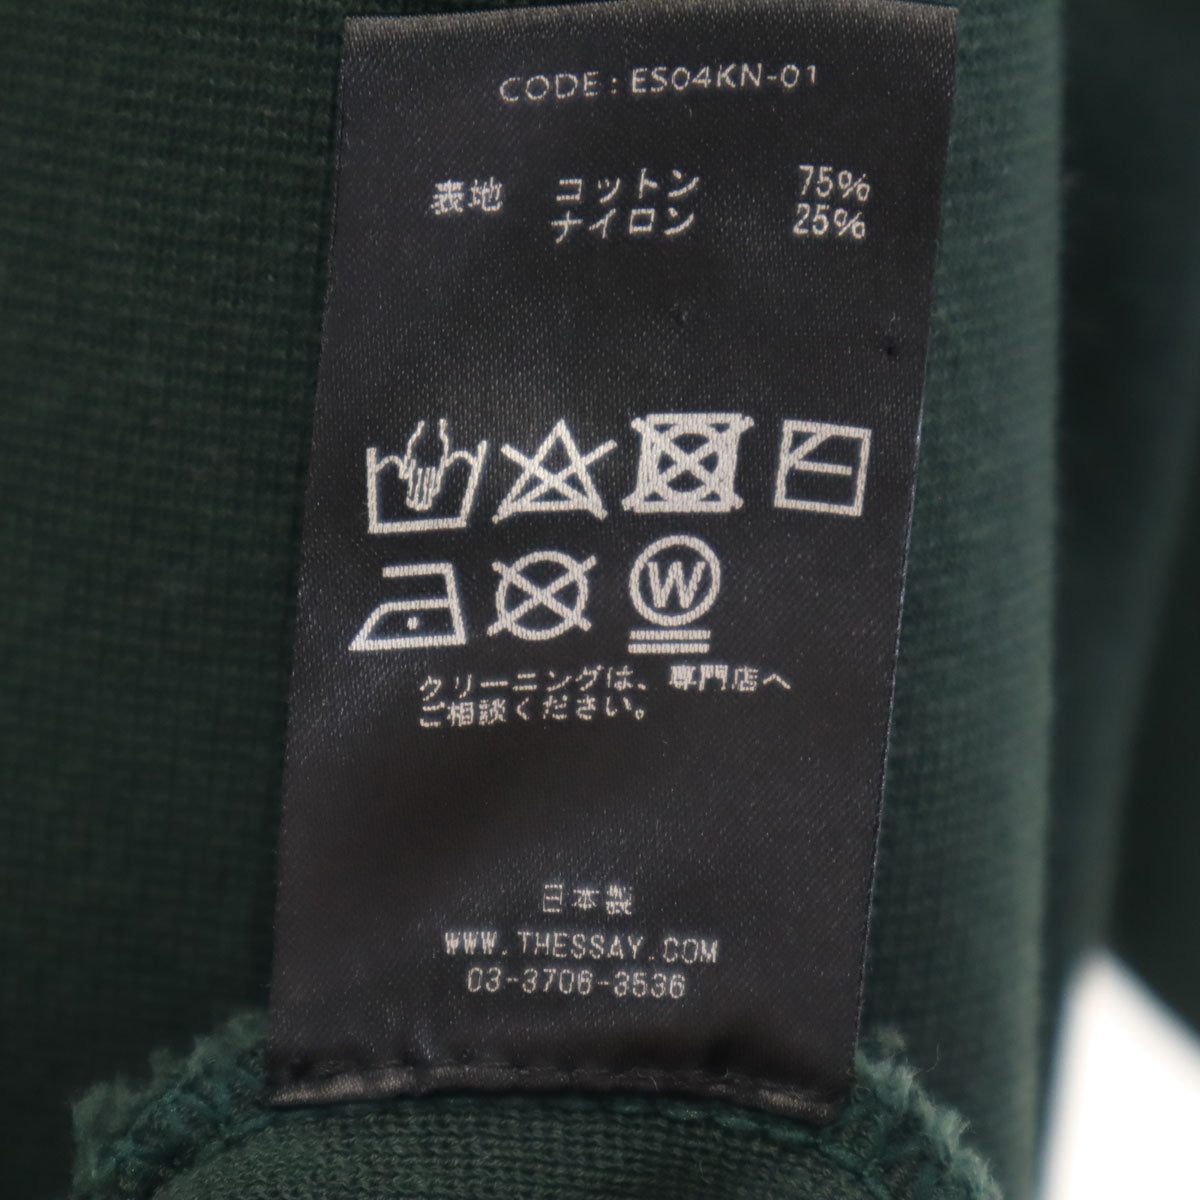 CODE : ES04KN-01
表地 コットン 75%
ナイロン 25%
W
クリーニングは、専門店へ
ご相談ください。
日本製
WWW.THESSAY.COM
03-3706-3536